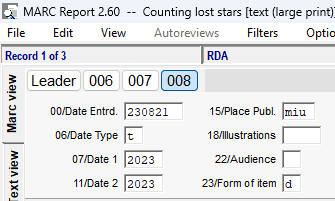 MARC Report 2.60 -- Counting lost stars [text (large print)]
File Edit View Autoreviews Filters Option
Record 1 of 3 RDA
Marc view
Leader 006 007 008
00/Date Entrd. 230821 15/Place Publ. miu
06/Date Type t 18/Illustrations
07/Date 1 2023 22/Audience
11/Date 2 2023 23/Form of item d
Text view